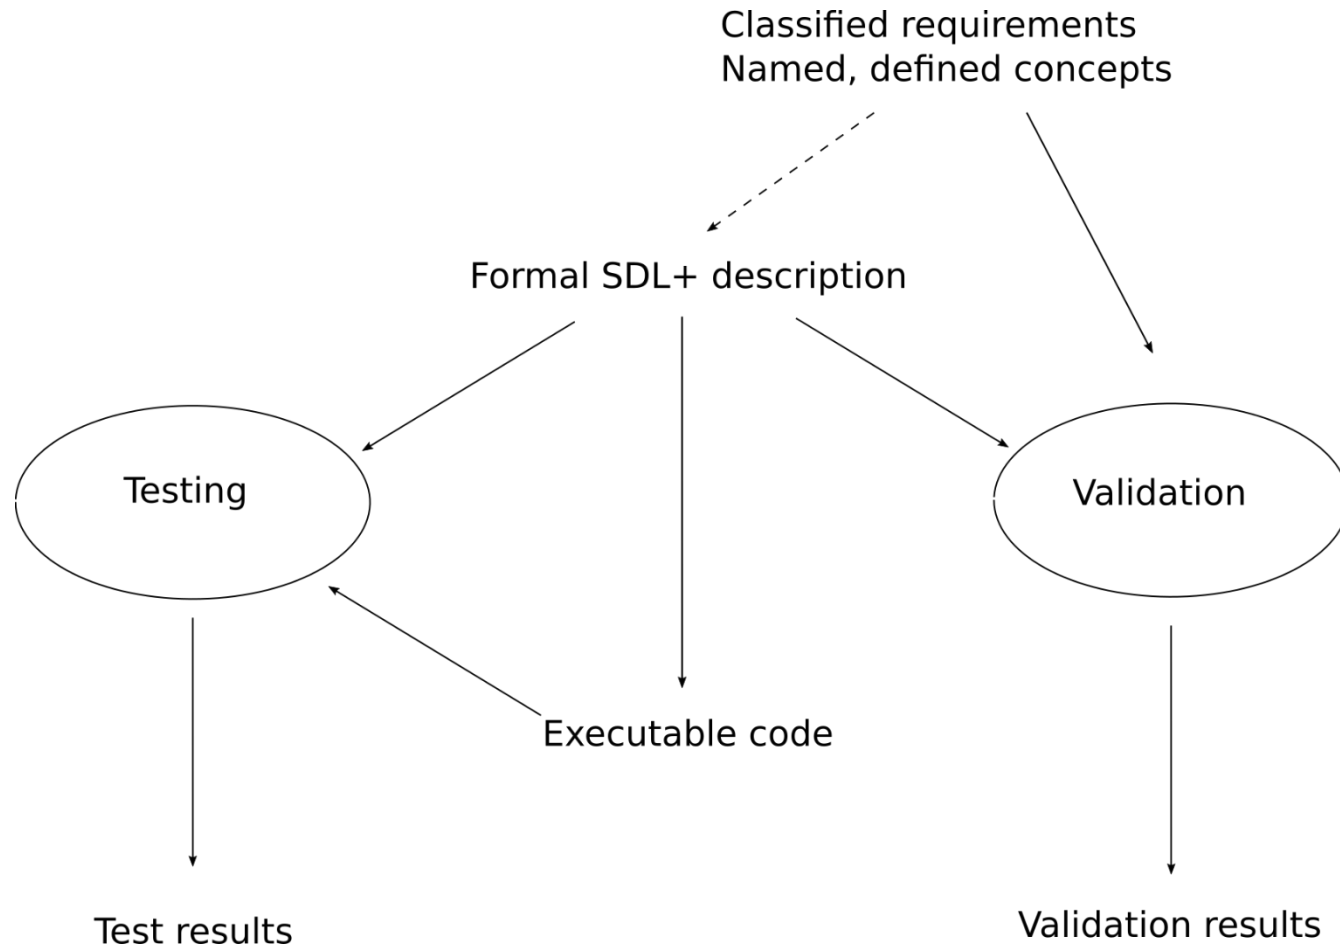 Classified requirements
Named, defined concepts
Formal SDL+ description
Testing
Validation
Executable code
Test results
Validation results